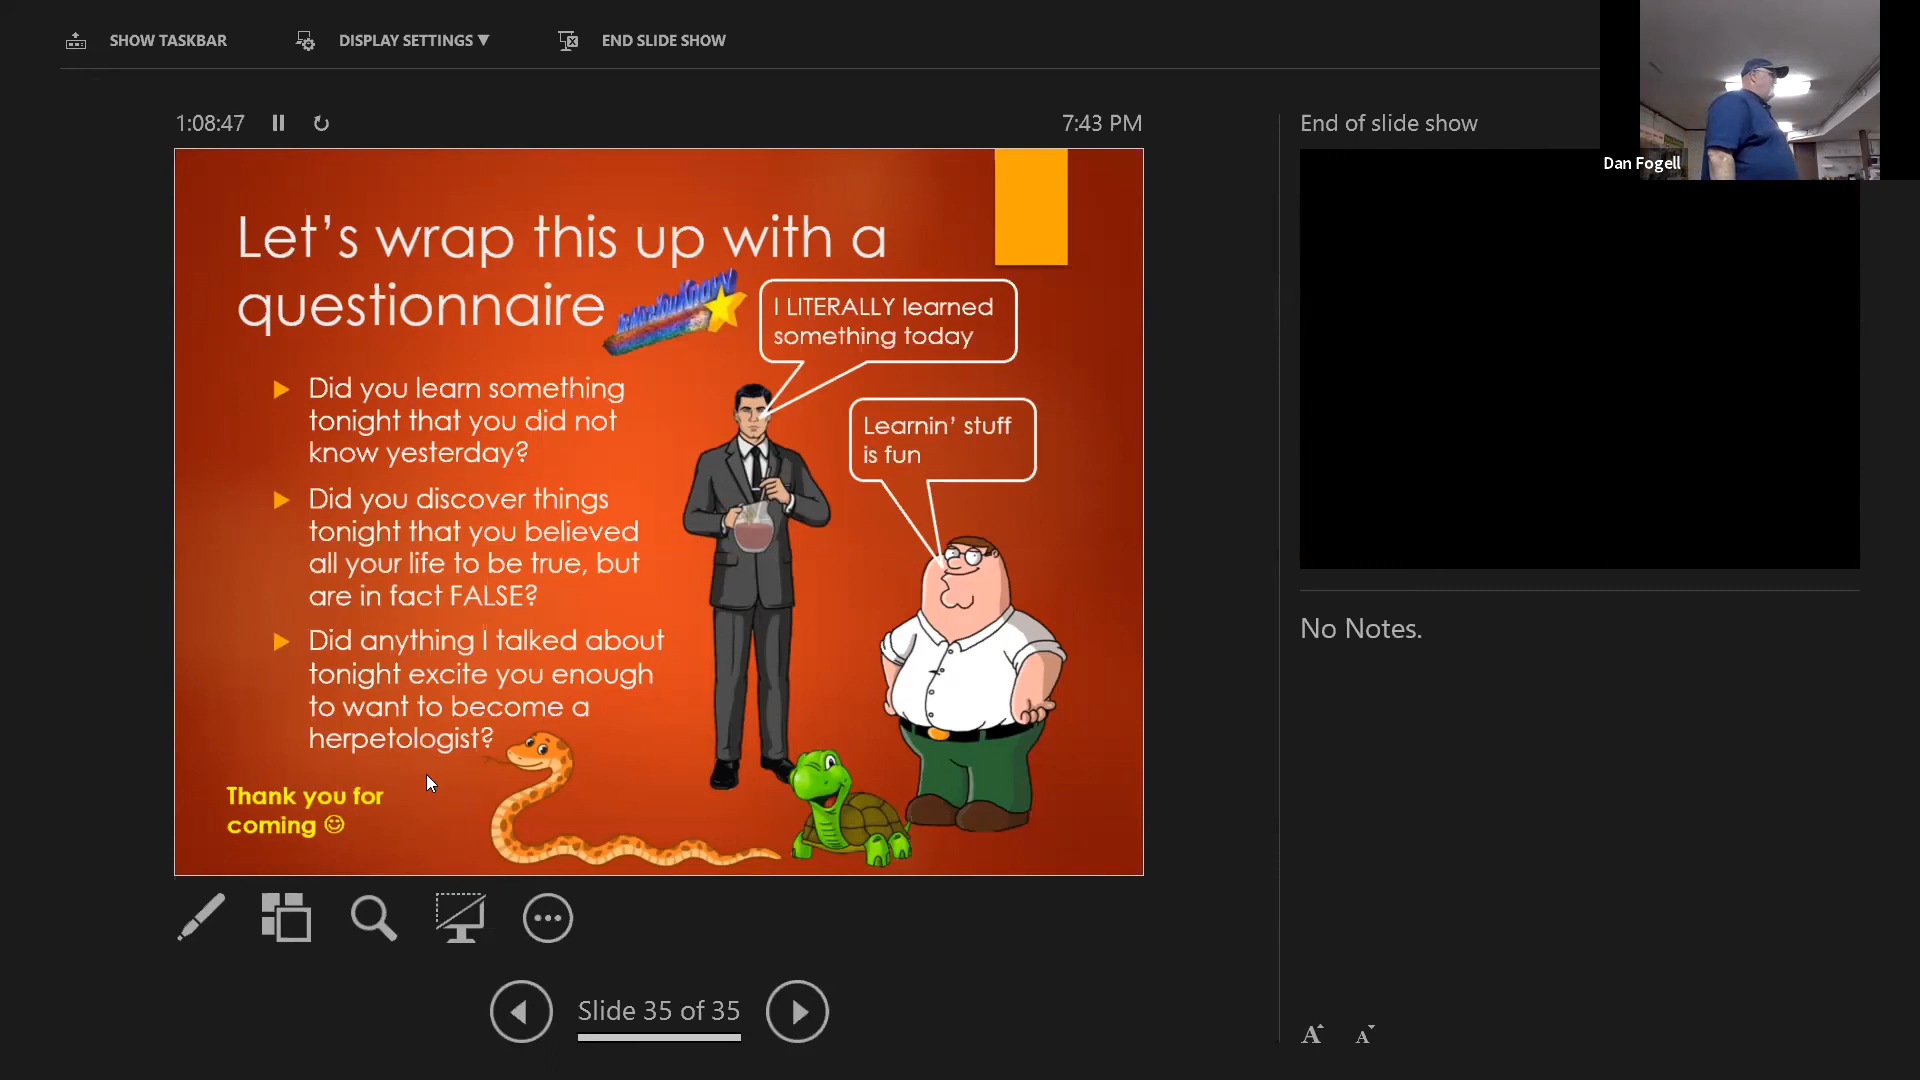 SHOW TASKBAR
DISPLAY SETTINGS ▼
END SLIDE SHOW
Dan Fogell
1:08:47
7:43 PM
End of slide show
Let’s wrap this up with a
questionnaire
I LITERALLY learned
something today
Learnin’ stuff
is fun
Did you learn something
tonight that you did not
know yesterday?
Did you discover things
tonight that you believed
all your life to be true, but
are in fact FALSE?
Did anything I talked about
tonight excite you enough
to want to become a
herpetologist?
Thank you for
coming ☺
No Notes.
Slide 35 of 35
A A